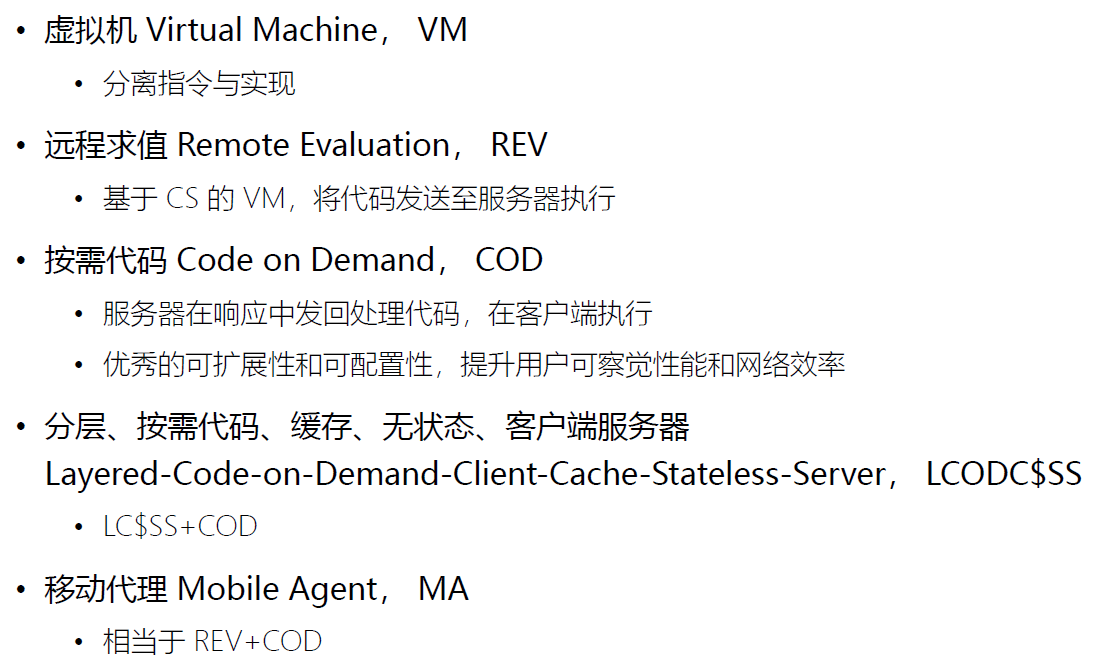 • 虚拟机 Virtual Machine， VM
• 分离指令与实现
• 远程求值 Remote Evaluation， REV
• 基于 CS 的 VM，将代码发送至服务器执行
• 按需代码 Code on Demand， COD
• 服务器在响应中发回处理代码，在客户端执行
• 优秀的可扩展性和可配置性，提升用户可察觉性能和网络效率
• 分层、按需代码、缓存、无状态、客户端服务器
Layered-Code-on-Demand-Client-Cache-Stateless-Server， LCODC$SS
• LC$SS+COD
• 移动代理 Mobile Agent， MA
• 相当于 REV+COD